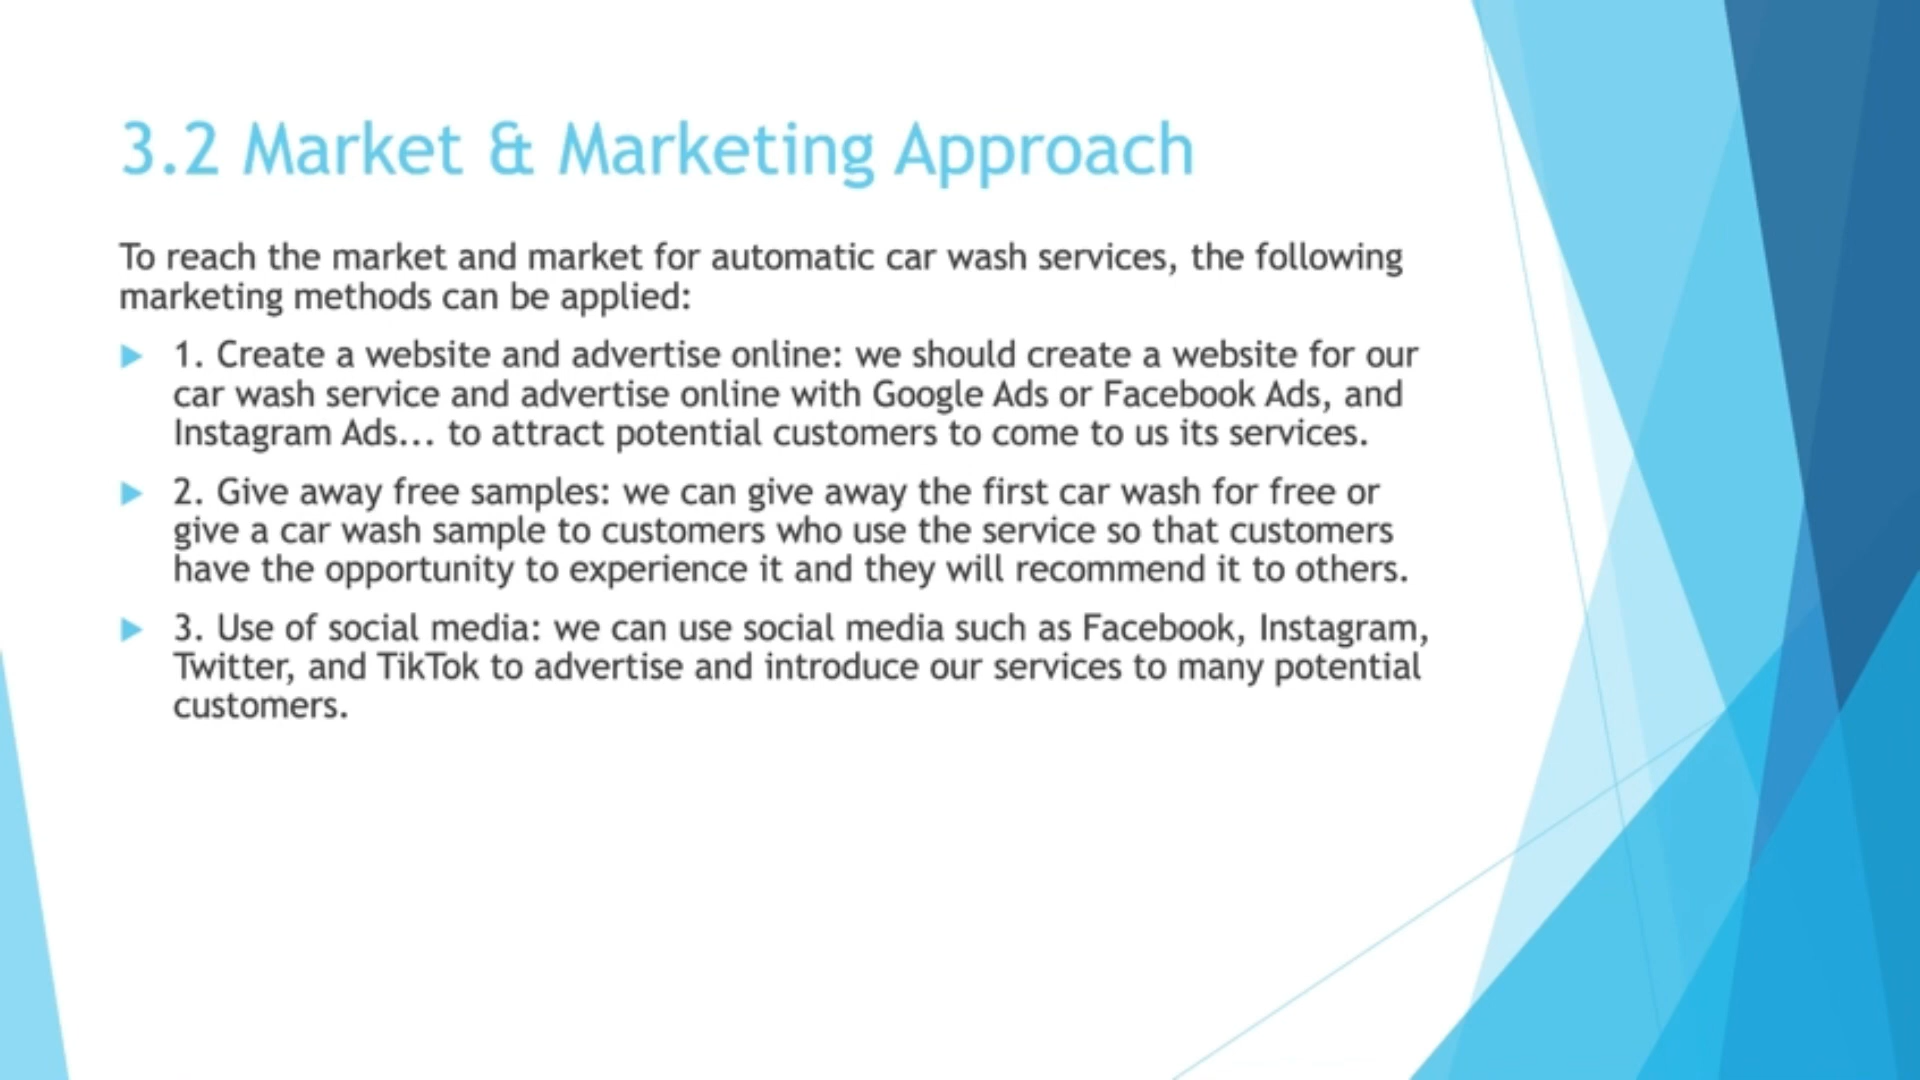 3.2 Market & Marketing Approach
To reach the market and market for automatic car wash services, the following
marketing methods can be applied:
1. Create a website and advertise online: we should create a website for our
car wash service and advertise online with Google Ads or Facebook Ads, and
Instagram Ads... to attract potential customers to come to us its services.
2. Give away free samples: we can give away the first car wash for free or
give a car wash sample to customers who use the service so that customers
have the opportunity to experience it and they will recommend it to others.
3. Use of social media: we can use social media such as Facebook, Instagram,
Twitter, and TikTok to advertise and introduce our services to many potential
customers.